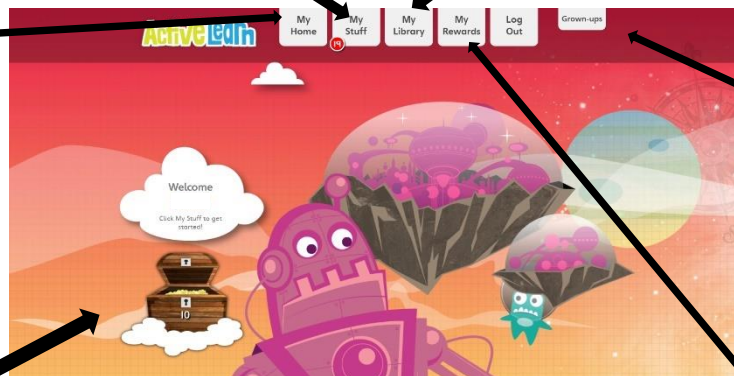 ActiveLearn
My
Home
My
Stuff
19
My
Library
My
Rewards
Log
Out
Grown-ups
Welcome
Click My Stuff to get
started!
10